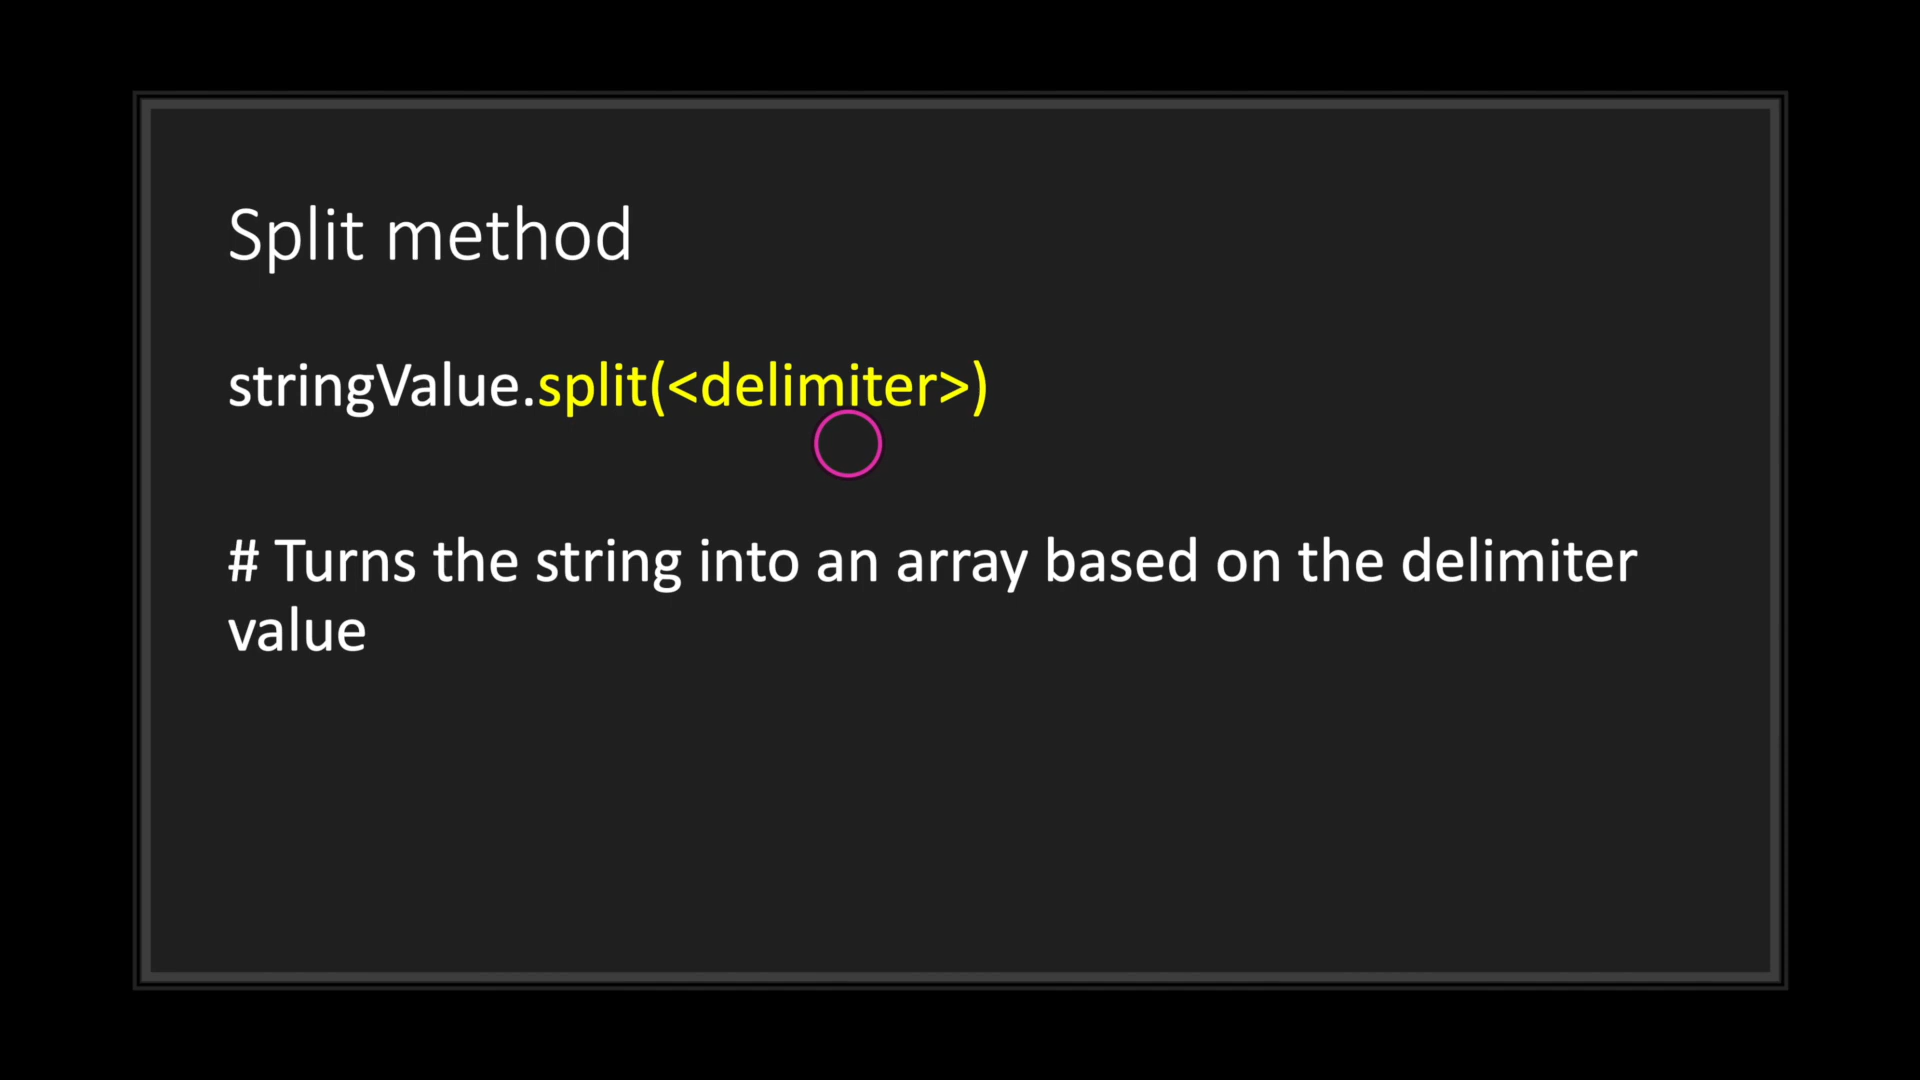 Split method
stringValue.split(<delimiter>)
# Turns the string into an array based on the delimiter
value